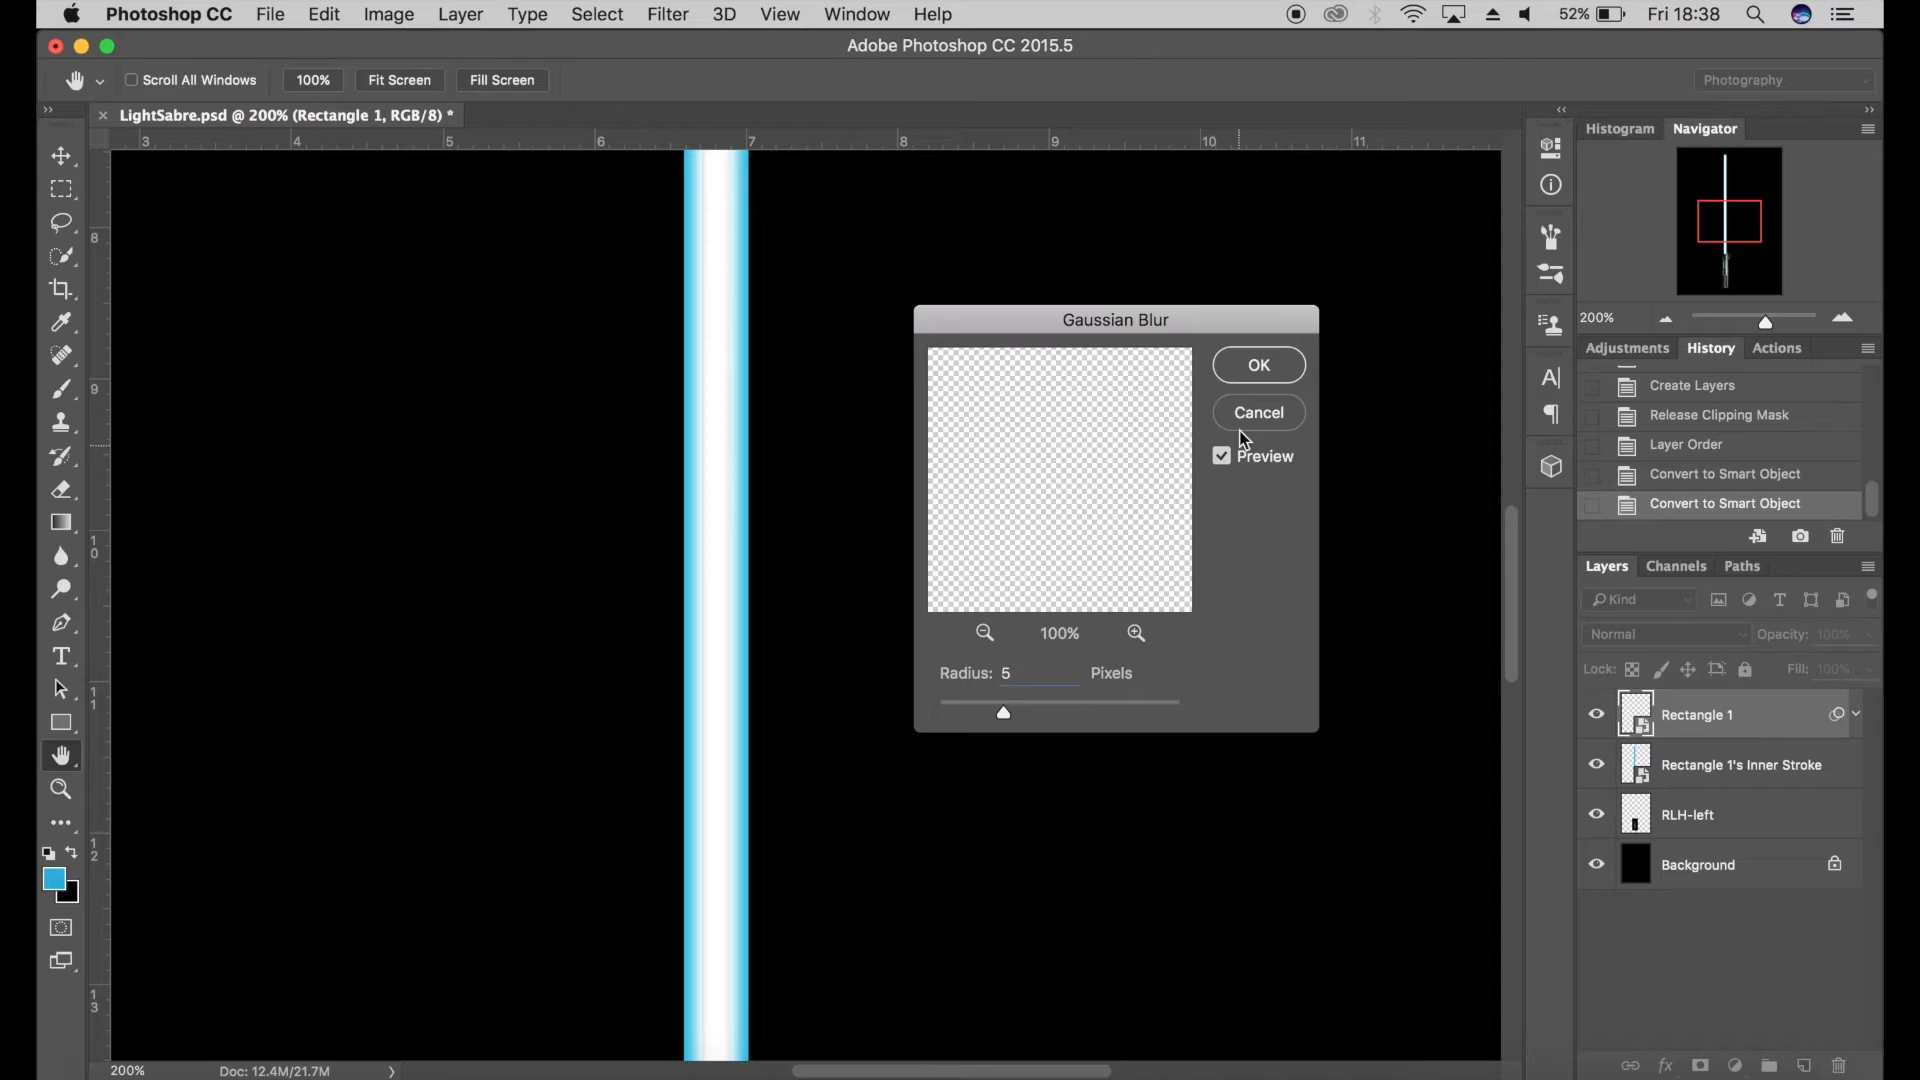 Photoshop CC File Edit Image Layer Type Select Filter 3D View Window Help 52% Fri 18:38
Adobe Photoshop CC 2015.5
Scroll All Windows 100% Fit Screen Fill Screen Photography
LightSabre.psd @ 200% (Rectangle 1, RGB/8) *
3 4 5 6 7 8 9 10 11
8
9
10
11
12
13
Gaussian Blur
OK
Cancel
Preview
100%
Radius: 5 Pixels
Histogram Navigator
200%
Adjustments History Actions
Create Layers
Release Clipping Mask
Layer Order
Convert to Smart Object
Convert to Smart Object
Layers Channels Paths
Kind
Normal Opacity: 100%
Lock: Fill: 100%
Rectangle 1
Rectangle 1's Inner Stroke
RLH-left
Background
fx
200% Doc: 12.4M/21.7M